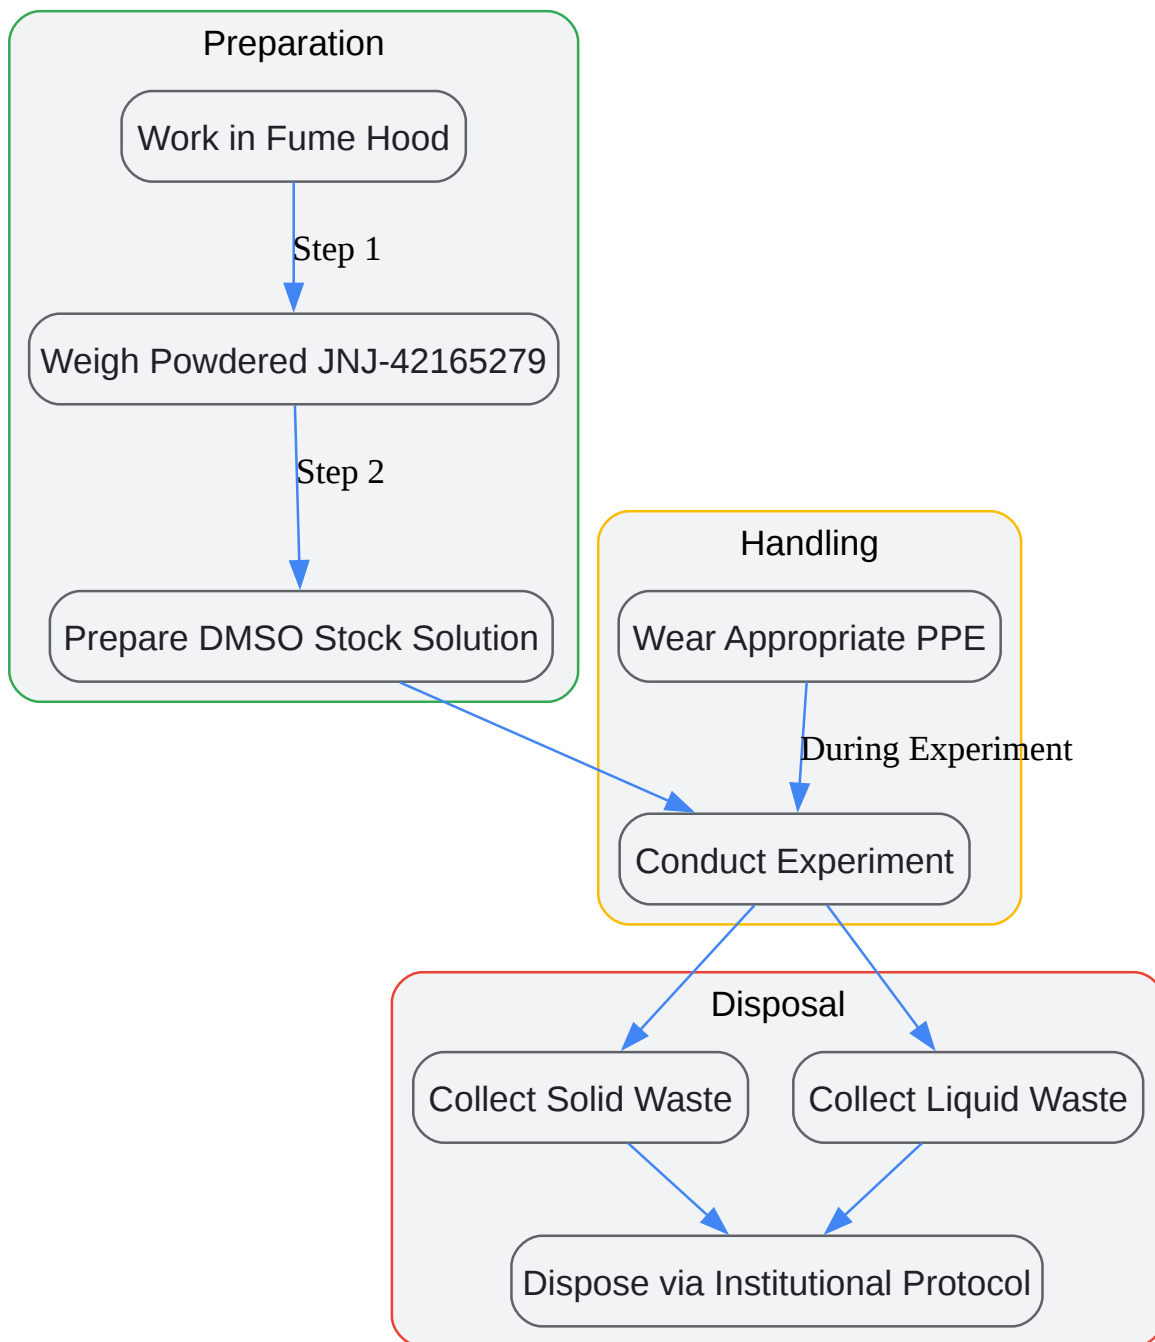 Preparation
Work in Fume Hood
Step 1
Weigh Powdered JNJ-42165279
Step 2
Prepare DMSO Stock Solution
Handling
Wear Appropriate PPE
During Experiment
Conduct Experiment
Disposal
Collect Solid Waste
Collect Liquid Waste
Dispose via Institutional Protocol